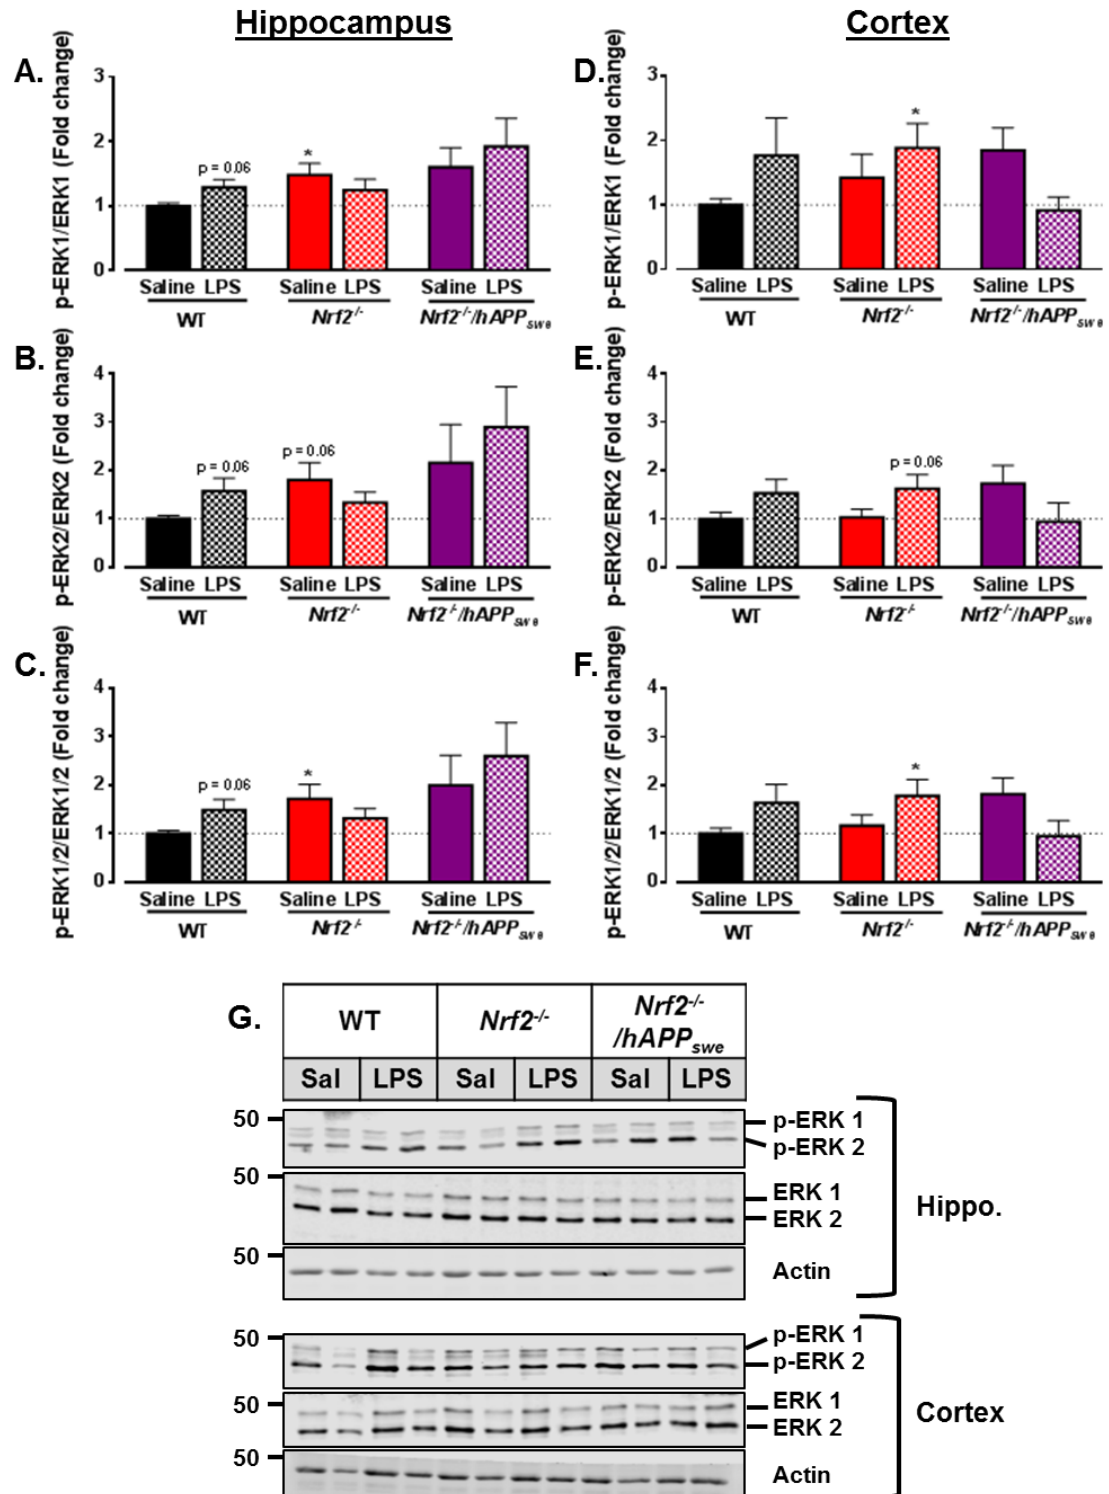 Hippocampus
Cortex
A.
p-ERK1/ERK1 (Fold change)
3
2
1
0
p = 0.06
*
Saline LPS Saline LPS Saline LPS
WT Nrf2-/- Nrf2-/-/hAPPswe
D.
p-ERK1/ERK1 (Fold change)
3
2
1
0
*
Saline LPS Saline LPS Saline LPS
WT Nrf2-/- Nrf2-/-/hAPPswe
B.
p-ERK2/ERK2 (Fold change)
4
3
2
1
0
p = 0.06
p = 0.06
Saline LPS Saline LPS Saline LPS
WT Nrf2-/- Nrf2-/-/hAPPswe
E.
p-ERK2/ERK2 (Fold change)
4
3
2
1
0
p = 0.06
Saline LPS Saline LPS Saline LPS
WT Nrf2-/- Nrf2-/-/hAPPswe
C.
p-ERK1/2/ERK1/2 (Fold change)
4
3
2
1
0
p = 0.06
*
Saline LPS Saline LPS Saline LPS
WT Nrf2-/- Nrf2-/-/hAPPswe
F.
p-ERK1/2/ERK1/2 (Fold change)
4
3
2
1
0
*
Saline LPS Saline LPS Saline LPS
WT Nrf2-/- Nrf2-/-/hAPPswe
G.
WT
Nrf2-/-
Nrf2-/-
/hAPPswe
Sal LPS Sal LPS Sal LPS
50
p-ERK 1
p-ERK 2
50
ERK 1
ERK 2
50
Actin
Hippo.
50
p-ERK 1
p-ERK 2
50
ERK 1
ERK 2
50
Actin
Cortex